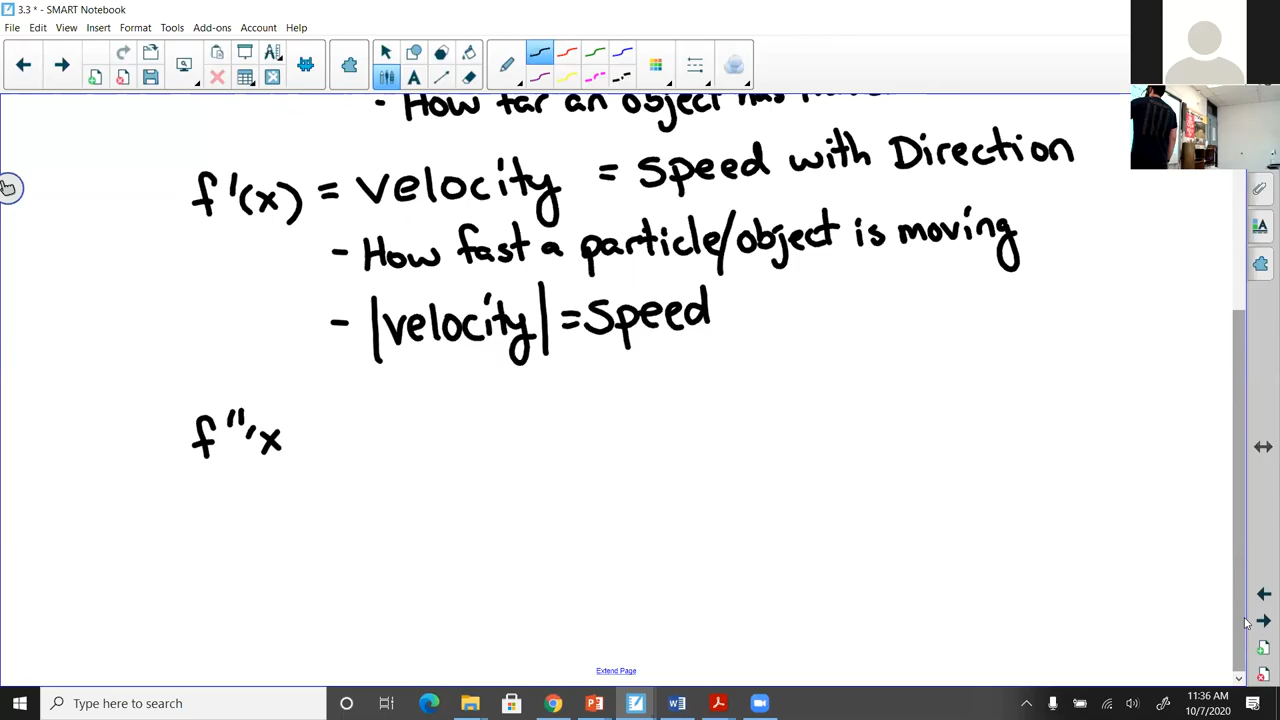 3.3 * - SMART Notebook
File Edit View Insert Format Tools Add-ons Account Help
- How far an object has
f'(x) = velocity = Speed with Direction
- How fast a particle/object is moving
- |velocity| = Speed
f"'x
Extend Page
Type here to search
11:36 AM
10/7/2020